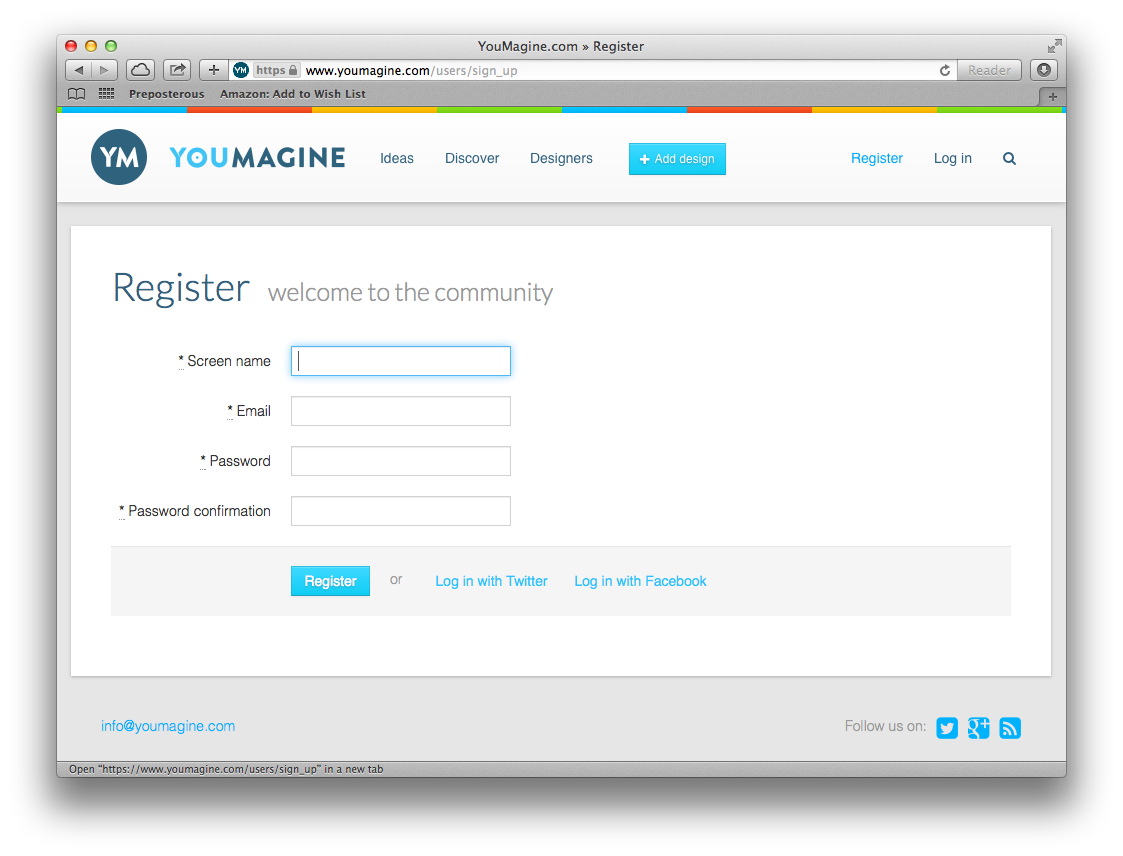 YouMagine.com » Register
YM https www.youmagine.com/users/sign_up Reader
Preposterous Amazon: Add to Wish List
YM YOUMAGINE Ideas Discover Designers + Add design Register Log in
Register welcome to the community
* Screen name
* Email
* Password
* Password confirmation
Register or Log in with Twitter Log in with Facebook
info@youmagine.com Follow us on: g+
Open “https://www.youmagine.com/users/sign_up” in a new tab